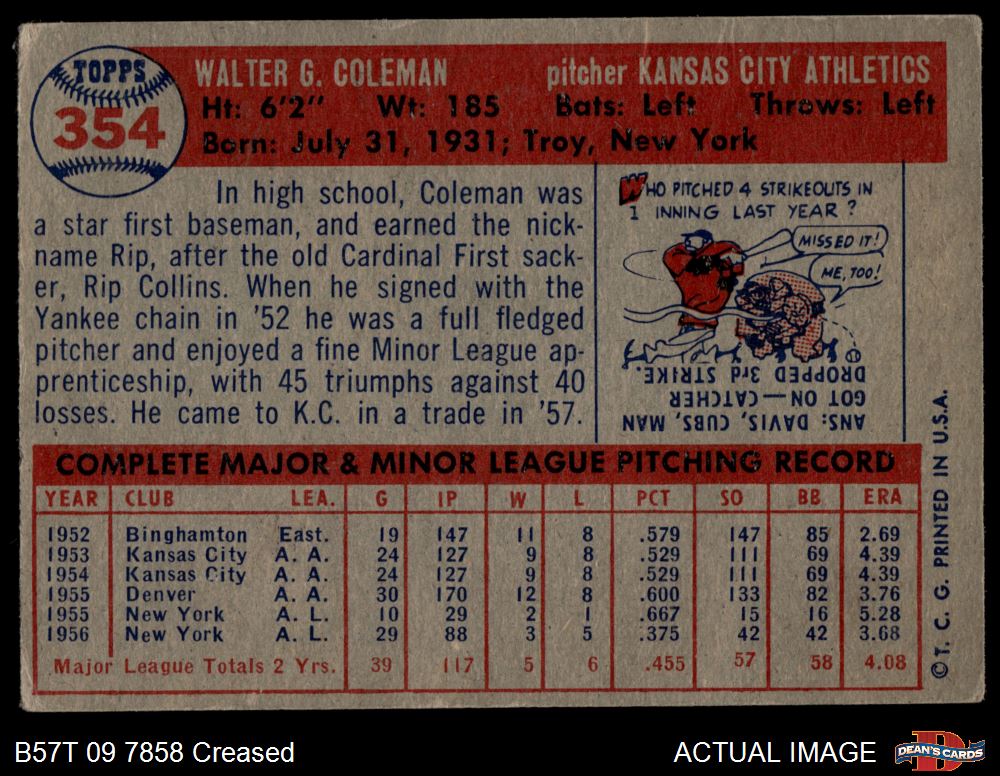 TOPPS
354
WALTER G. COLEMAN pitcher KANSAS CITY ATHLETICS
Ht: 6'2" Wt: 185 Bats: Left Throws: Left
Born: July 31, 1931; Troy, New York
In high school, Coleman was
a star first baseman, and earned the nick-
name Rip, after the old Cardinal First sack-
er, Rip Collins. When he signed with the
Yankee chain in '52 he was a full fledged
pitcher and enjoyed a fine Minor League ap-
prenticeship, with 45 triumphs against 40
losses. He came to K.C. in a trade in '57.
WHO PITCHED 4 STRIKEOUTS IN
1 INNING LAST YEAR?
MISSED IT!
ME, TOO!
ANS: DAVIS, CUBS, MAN
GOT ON — CATCHER
DROPPED 3rd STRIKE.
COMPLETE MAJOR & MINOR LEAGUE PITCHING RECORD
YEAR CLUB LEA. G IP W L PCT SO BB ERA
1952 Binghamton East. 19 147 11 8 .579 147 85 2.69
1953 Kansas City A. A. 24 127 9 8 .529 111 69 4.39
1954 Kansas City A. A. 24 127 9 8 .529 111 69 4.39
1955 Denver A. A. 30 170 12 8 .600 133 82 3.76
1955 New York A. L. 10 29 2 1 .667 15 16 5.28
1956 New York A. L. 29 88 3 5 .375 42 42 3.68
Major League Totals 2 Yrs. 39 117 5 6 .455 57 58 4.08
©T. C. G. PRINTED IN U.S.A.
B57T 09 7858 Creased
ACTUAL IMAGE
DEAN'S CARDS